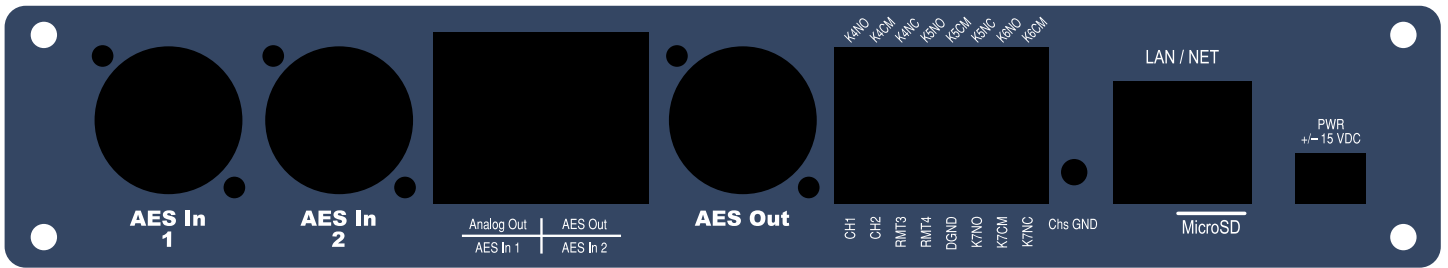 K4NO
K4CM
K4NC
K5NO
K5CM
K5NC
K6NO
K6CM
LAN / NET
PWR
+/– 15 VDC
AES In
1
AES In
2
Analog Out
AES Out
AES In 1
AES In 2
AES Out
CH1
CH2
RMT3
RMT4
DGND
K7NO
K7CM
K7NC
Chs GND
MicroSD